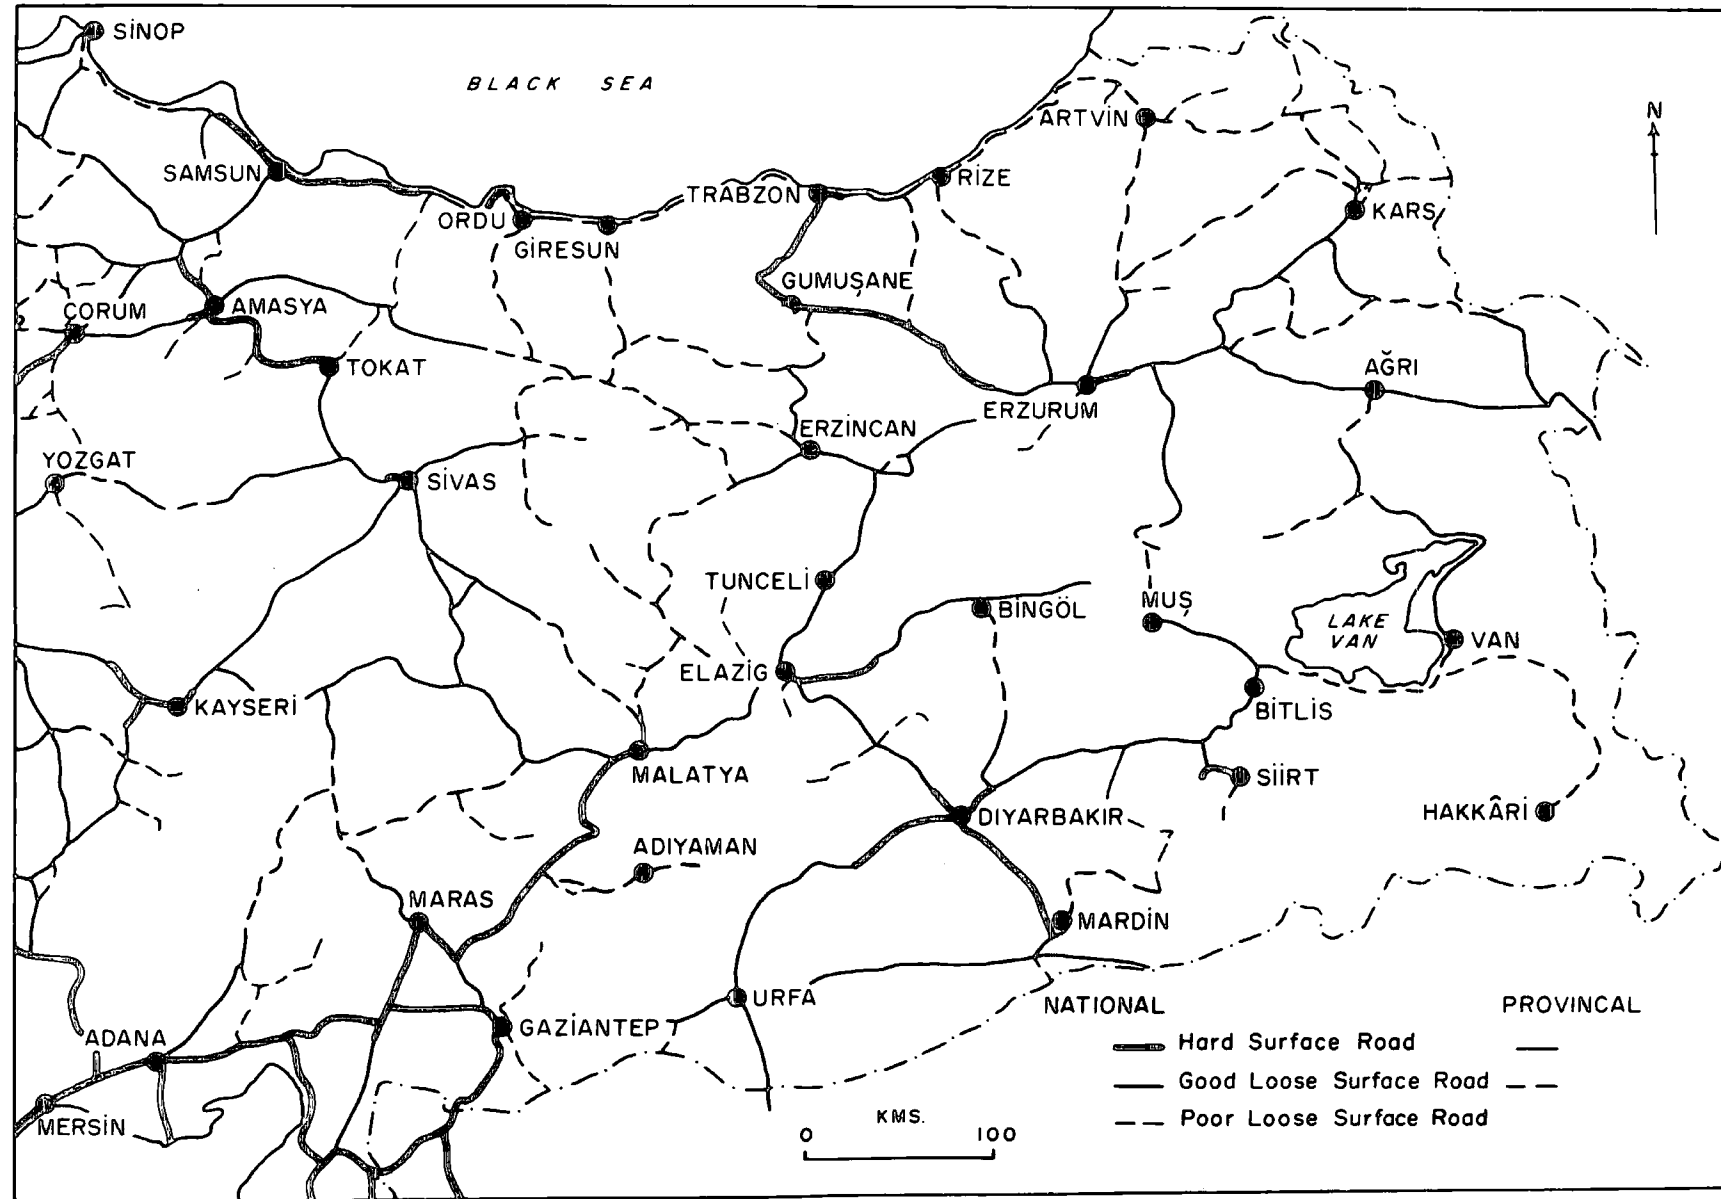 SİNOP
BLACK SEA
N
ARTVİN
SAMSUN
RİZE
TRABZON
KARS
ORDU
GİRESUN
GUMUŞANE
ÇORUM
AMASYA
TOKAT
AĞRI
ERZURUM
ERZİNCAN
YOZGAT
SİVAS
TUNCELİ
BİNGÖL
MUŞ
LAKE
VAN
VAN
ELAZİG
KAYSERİ
BİTLİS
MALATYA
SİİRT
DIYARBAKIR
HAKKÂRİ
ADIYAMAN
MARAS
MARDİN
URFA
NATIONAL PROVINCAL
GAZİANTEP
ADANA
Hard Surface Road
Good Loose Surface Road
KMS.
Poor Loose Surface Road
MERSİN
0 100